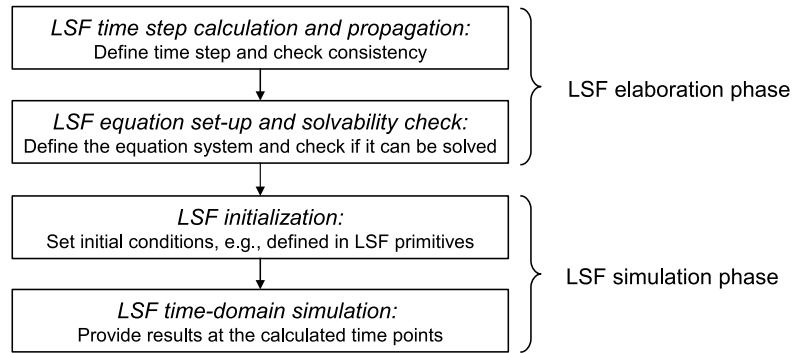 LSF time step calculation and propagation:
Define time step and check consistency
LSF elaboration phase
LSF equation set-up and solvability check:
Define the equation system and check if it can be solved
LSF initialization:
Set initial conditions, e.g., defined in LSF primitives
LSF simulation phase
LSF time-domain simulation:
Provide results at the calculated time points